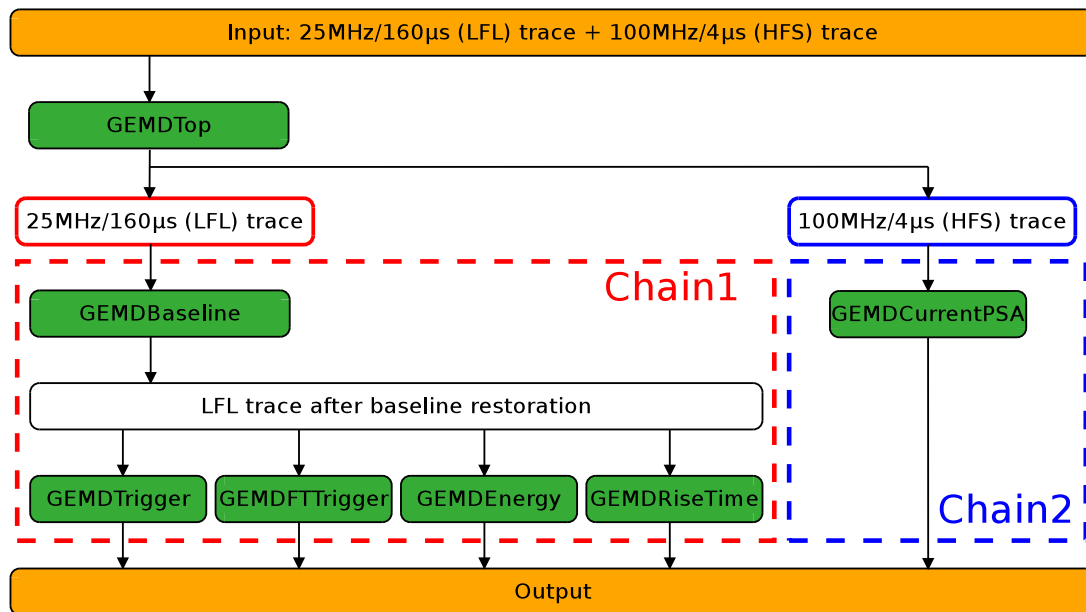 Input: 25MHz/160μs (LFL) trace + 100MHz/4μs (HFS) trace
GEMDTop
25MHz/160μs (LFL) trace
100MHz/4μs (HFS) trace
Chain1
GEMDBaseline
GEMDCurrentPSA
LFL trace after baseline restoration
GEMDTrigger
GEMDFTTrigger
GEMDEnergy
GEMDRiseTime
Chain2
Output